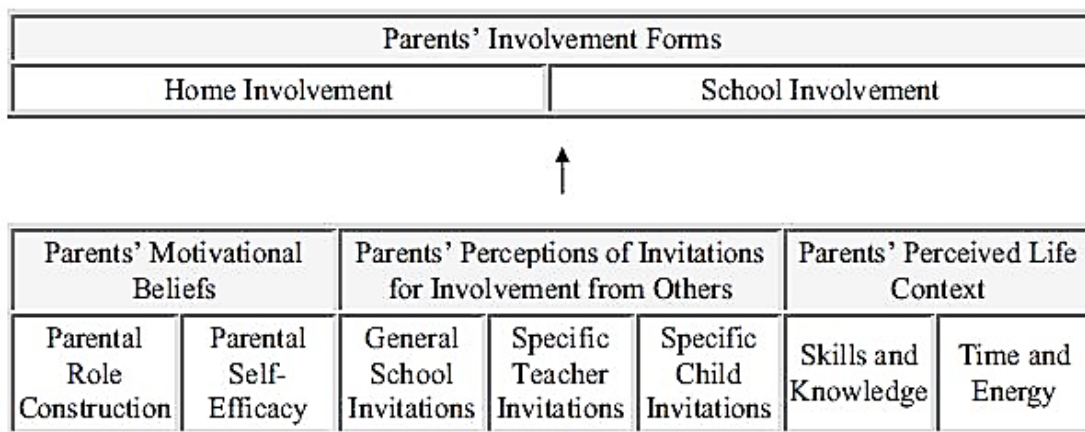 Parents’ Involvement Forms
Home Involvement
School Involvement
Parents’ Motivational
Beliefs
Parents’ Perceptions of Invitations
for Involvement from Others
Parents’ Perceived Life
Context
Parental
Role
Construction
Parental
Self-
Efficacy
General
School
Invitations
Specific
Teacher
Invitations
Specific
Child
Invitations
Skills and
Knowledge
Time and
Energy